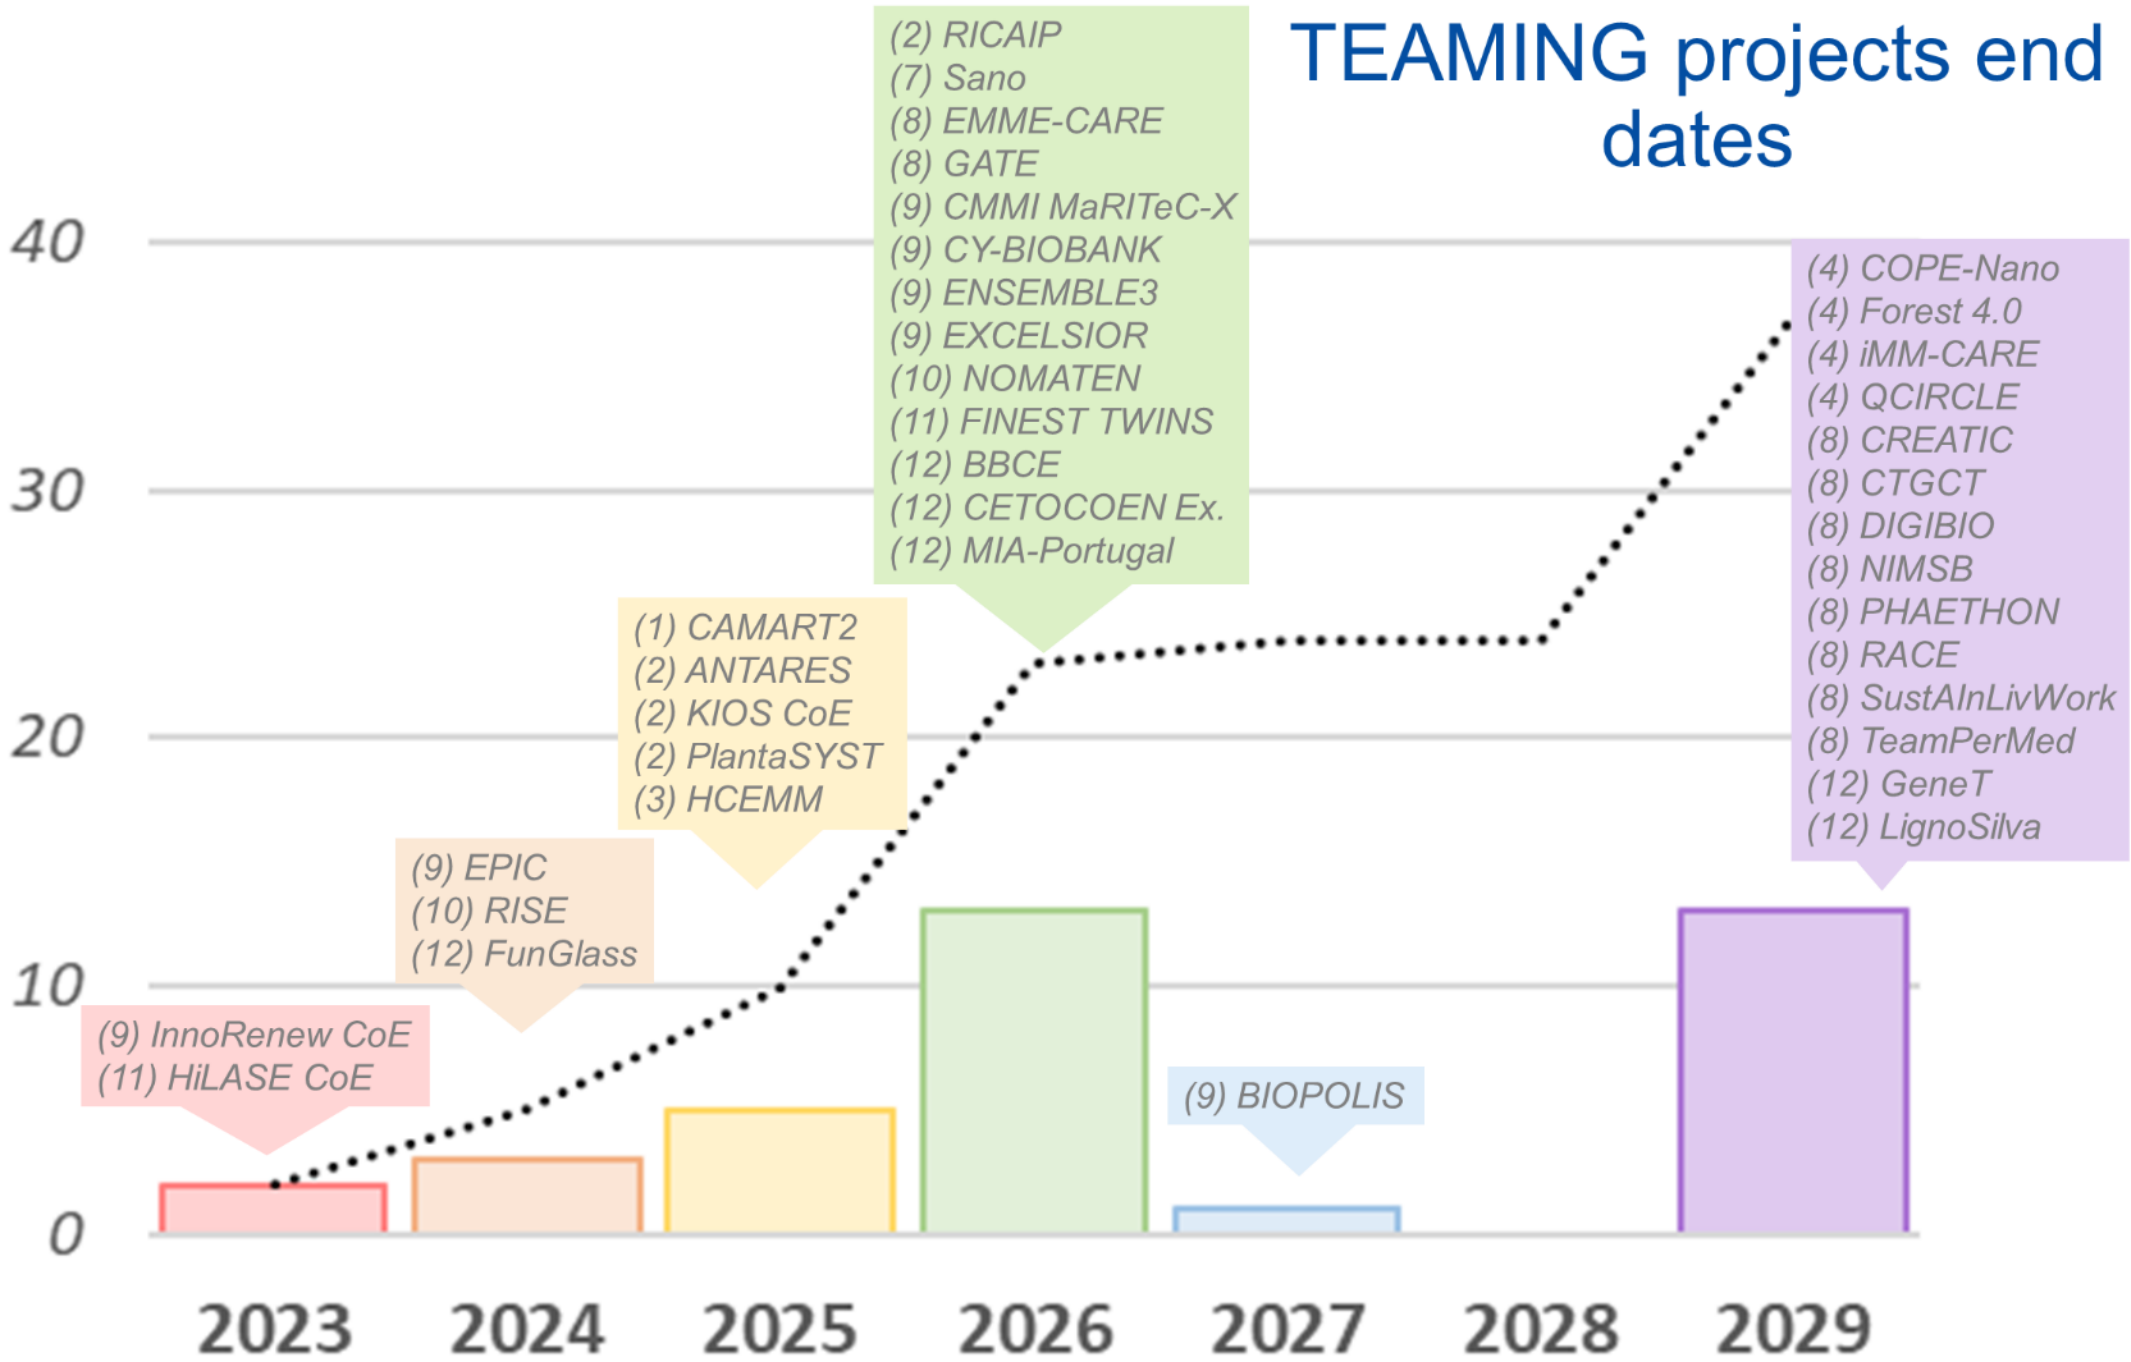 TEAMING projects end
dates
(2) RICAIP
(7) Sano
(8) EMME-CARE
(8) GATE
(9) CMMI MaRITeC-X
(9) CY-BIOBANK
(9) ENSEMBLE3
(9) EXCELSIOR
(10) NOMATEN
(11) FINEST TWINS
(12) BBCE
(12) CETOCOEN Ex.
(12) MIA-Portugal
(4) COPE-Nano
(4) Forest 4.0
(4) iMM-CARE
(4) QCIRCLE
(8) CREATIC
(8) CTGCT
(8) DIGIBIO
(8) NIMSB
(8) PHAETHON
(8) RACE
(8) SustAInLivWork
(8) TeamPerMed
(12) GeneT
(12) LignoSilva
(1) CAMART2
(2) ANTARES
(2) KIOS CoE
(2) PlantaSYST
(3) HCEMM
(9) EPIC
(10) RISE
(12) FunGlass
(9) InnoRenew CoE
(11) HiLASE CoE
(9) BIOPOLIS
40
30
20
10
0
2023 2024 2025 2026 2027 2028 2029